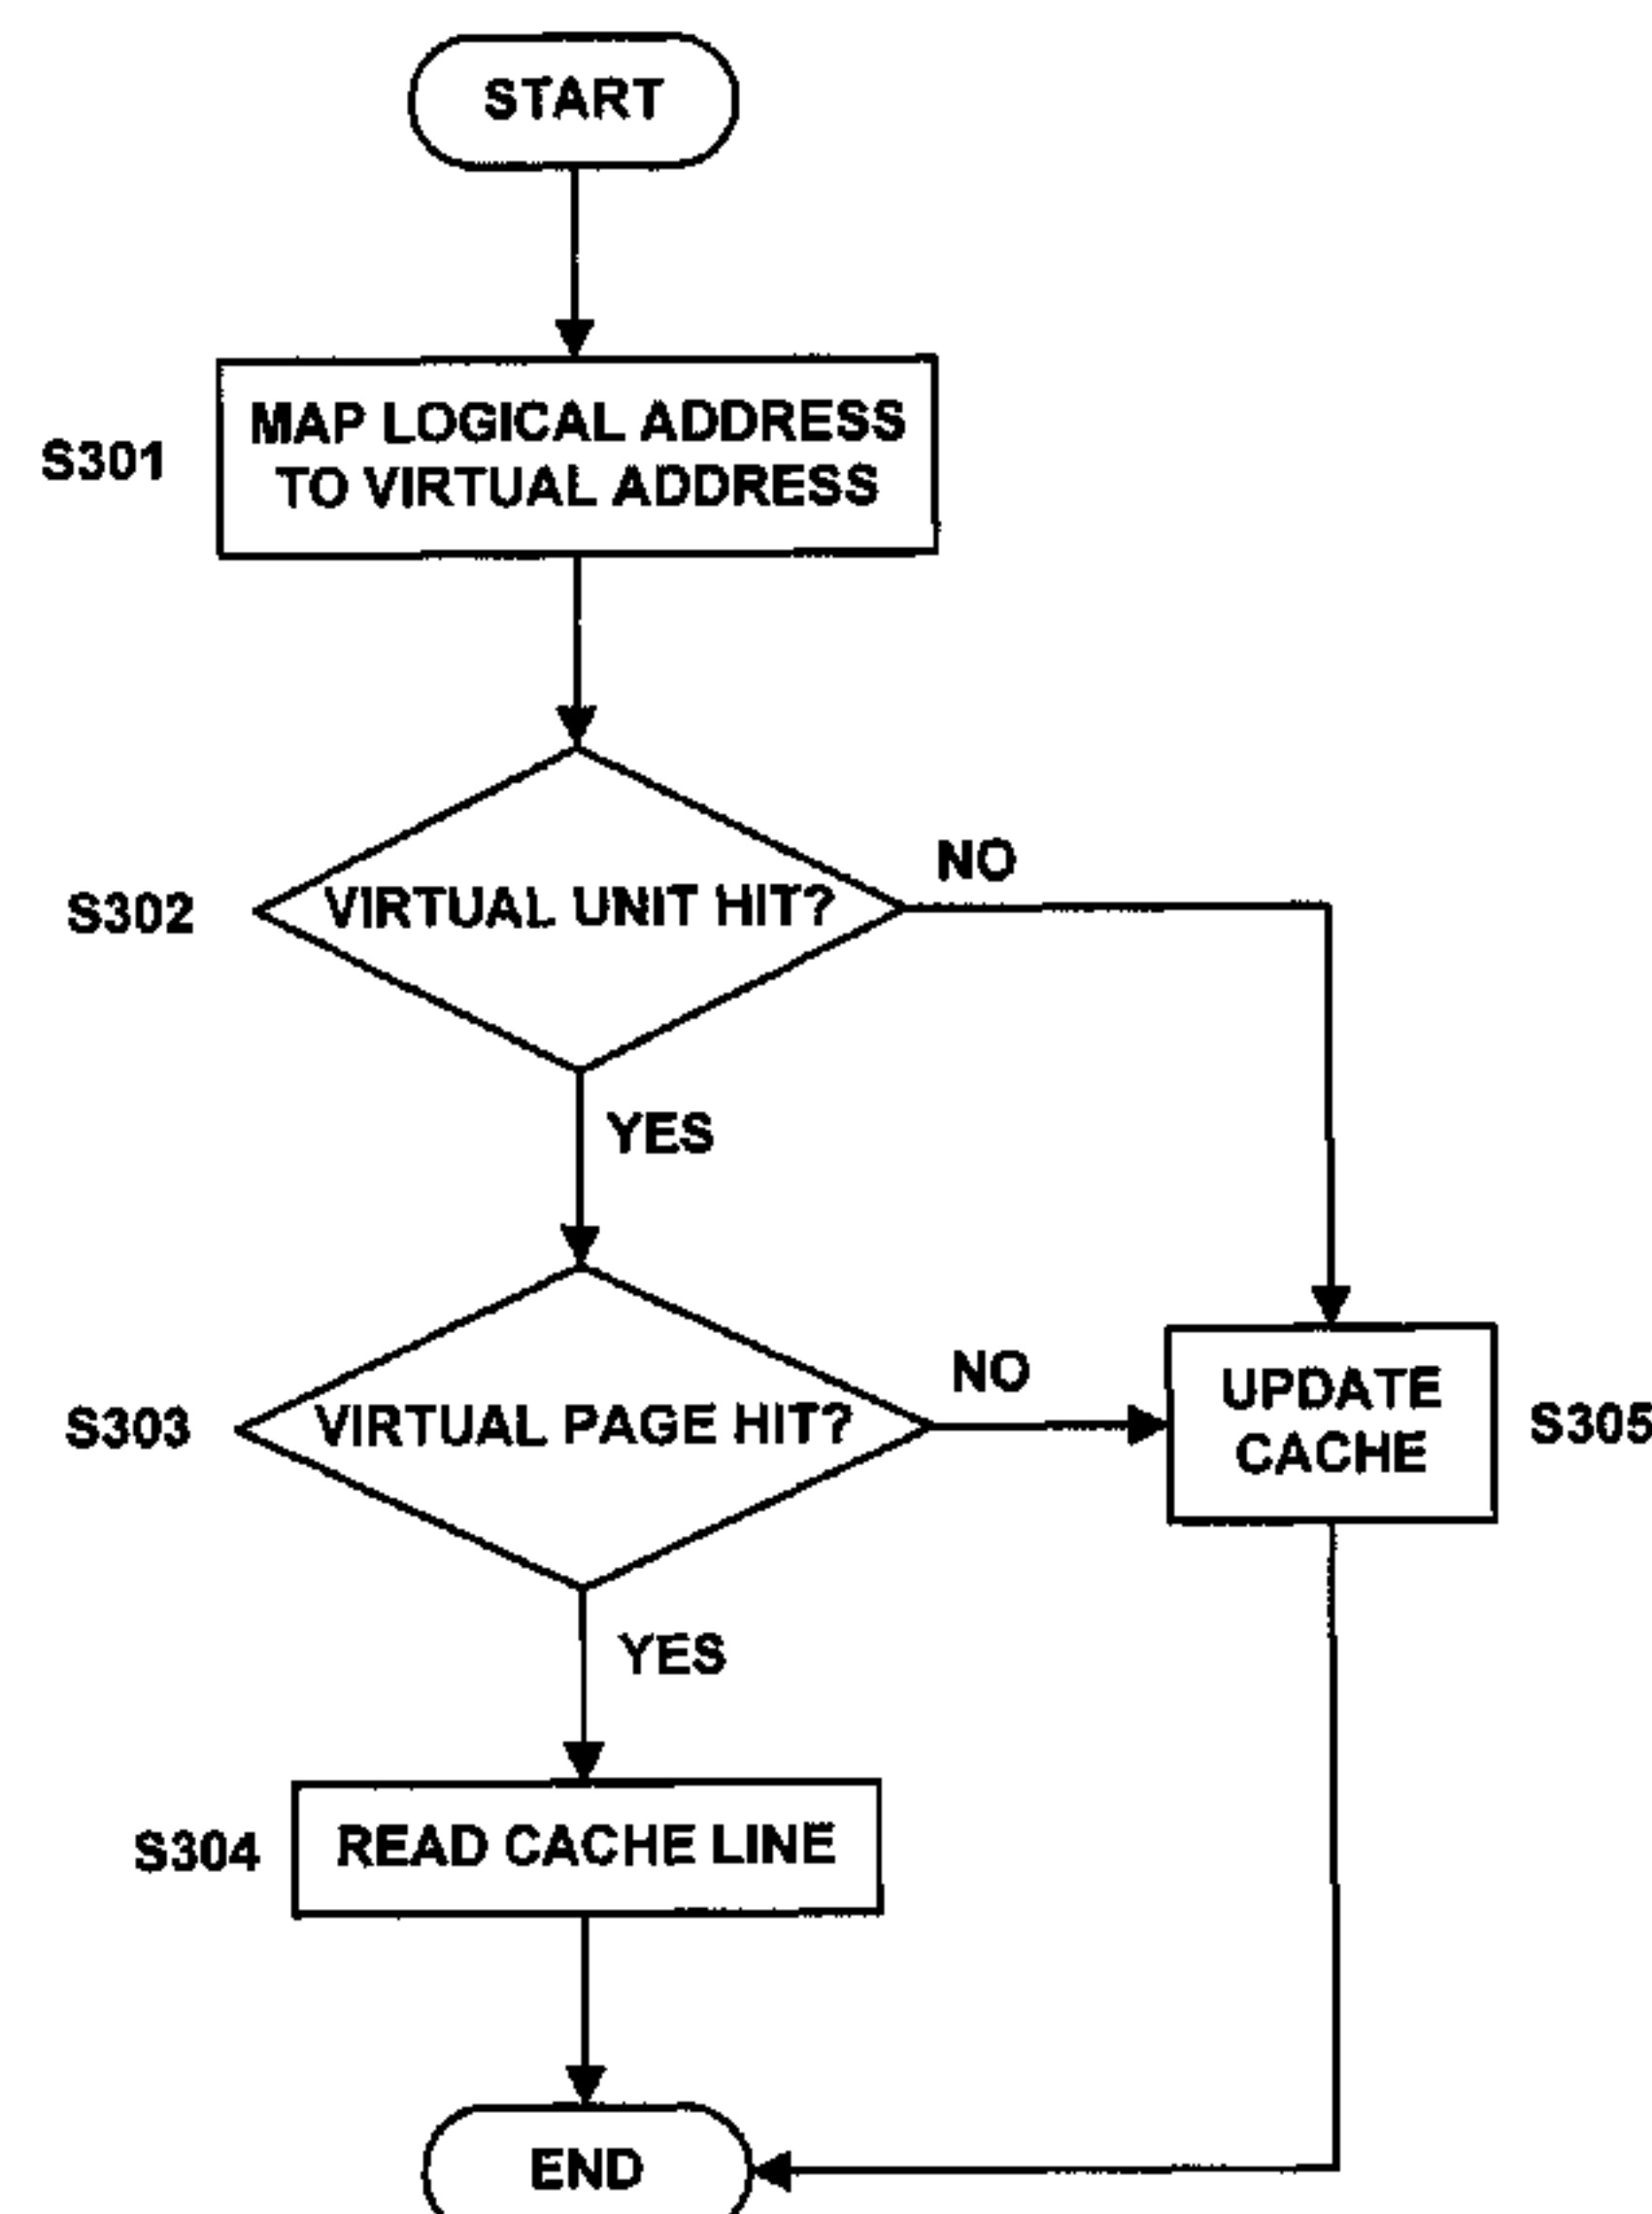 START
S301
MAP LOGICAL ADDRESS
TO VIRTUAL ADDRESS
S302
VIRTUAL UNIT HIT?
NO
YES
S303
VIRTUAL PAGE HIT?
NO
UPDATE
CACHE
S305
YES
S304
READ CACHE LINE
END